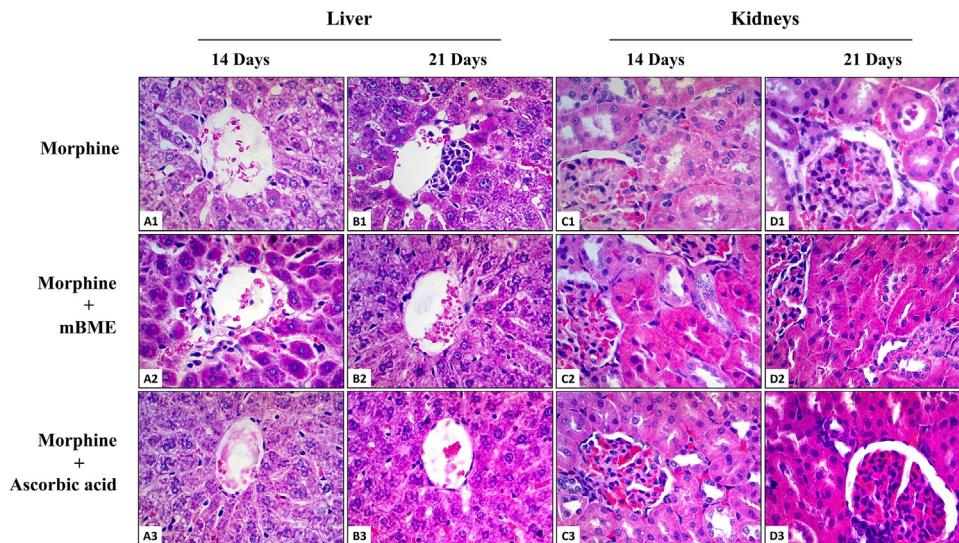 Liver
Kidneys
14 Days
21 Days
14 Days
21 Days
Morphine
A1
B1
C1
D1
Morphine
+
mBME
A2
B2
C2
D2
Morphine
+
Ascorbic acid
A3
B3
C3
D3